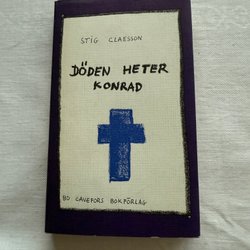 STIG CLAESSON
DÖDEN HETER
KONRAD
BO CAVEFORS BOKFÖRLAG